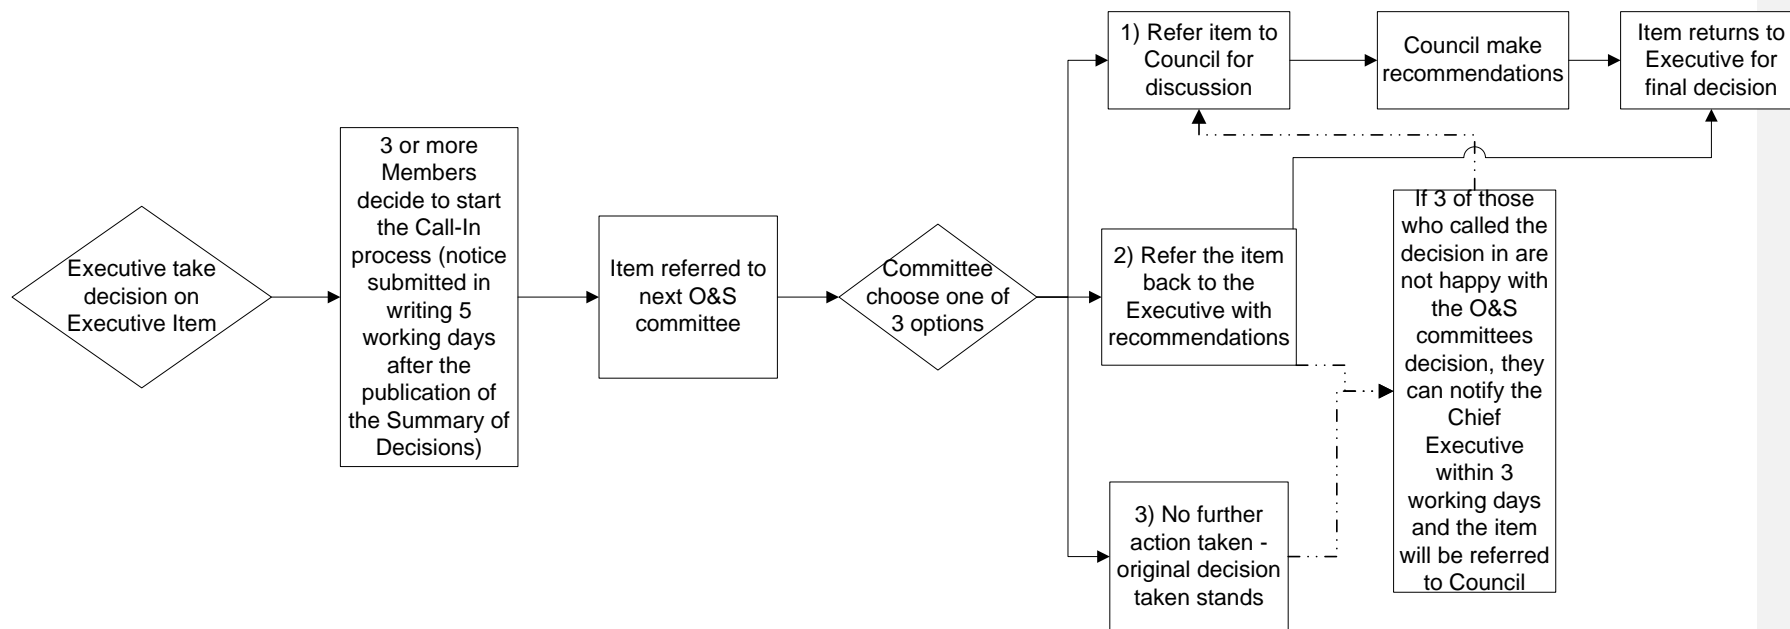 Executive take
decision on
Executive Item
3 or more
Members
decide to start
the Call-In
process (notice
submitted in
writing 5
working days
after the
publication of
the Summary of
Decisions)
Item referred to
next O&S
committee
Committee
choose one of
3 options
1) Refer item to
Council for
discussion
Council make
recommendations
Item returns to
Executive for
final decision
2) Refer the item
back to the
Executive with
recommendations
If 3 of those
who called the
decision in are
not happy with
the O&S
committees
decision, they
can notify the
Chief
Executive
within 3
working days
and the item
will be referred
to Council
3) No further
action taken -
original decision
taken stands